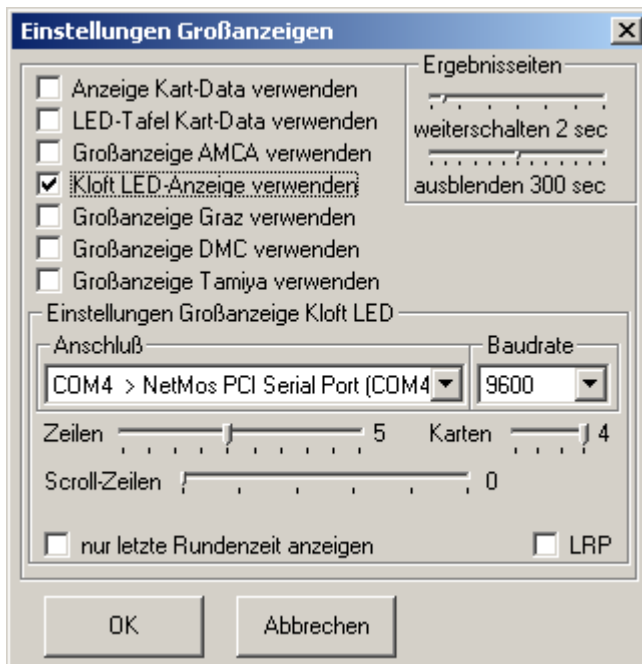 Einstellungen Großanzeigen
Anzeige Kart-Data verwenden
LED-Tafel Kart-Data verwenden
Großanzeige AMCA verwenden
Kloft LED-Anzeige verwenden
Großanzeige Graz verwenden
Großanzeige DMC verwenden
Großanzeige Tamiya verwenden
Ergebnisseiten
weiterschalten 2 sec
ausblenden 300 sec
Einstellungen Großanzeige Kloft LED
Anschluß
COM4 > NetMos PCI Serial Port (COM4
Baudrate
9600
Zeilen 5
Karten 4
Scroll-Zeilen 0
nur letzte Rundenzeit anzeigen
LRP
OK
Abbrechen